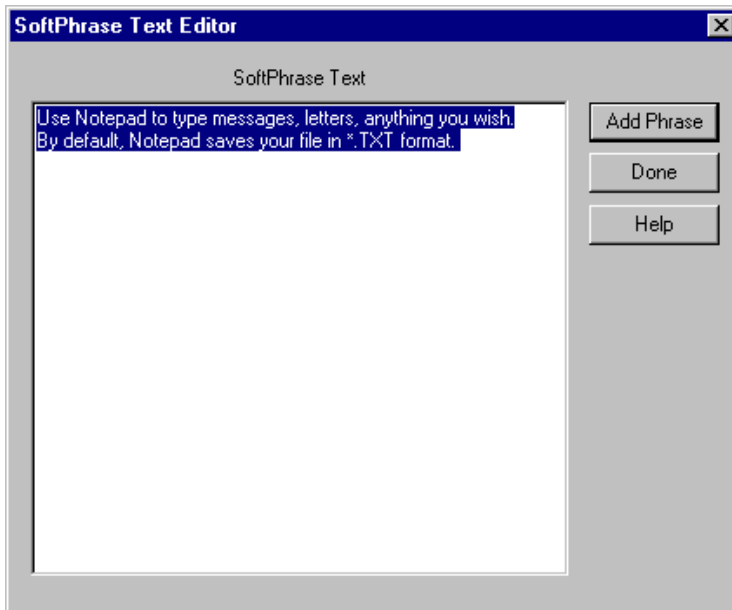 SoftPhrase Text Editor
SoftPhrase Text
Use Notepad to type messages, letters, anything you wish.
By default, Notepad saves your file in *.TXT format.
Add Phrase
Done
Help